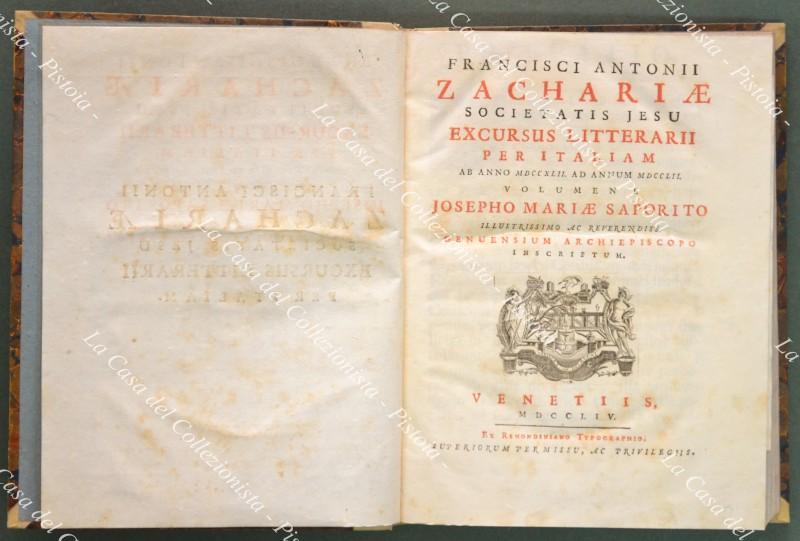 FRANCISCI ANTONII
ZACHARIÆ
SOCIETATIS JESU
EXCURSUS LITTERARII
PER ITALIAM
AB ANNO MDCCXLII. AD ANNUM MDCCLII.
VOLUMEN
JOSEPHO MARIÆ SAPORITO
ILLUSTRISSIMO AC REVERENDISS.
GENUENSIUM ARCHIEPISCOPO
INSCRIPTUM.
VENETIIS,
MDCCLIV.
EX REMONDINIANO TYPOGRAPHIO.
SUPERIORUM PERMISSU, AC PRIVILEGIIS.
La Casa del Collezionista - Pistoia -